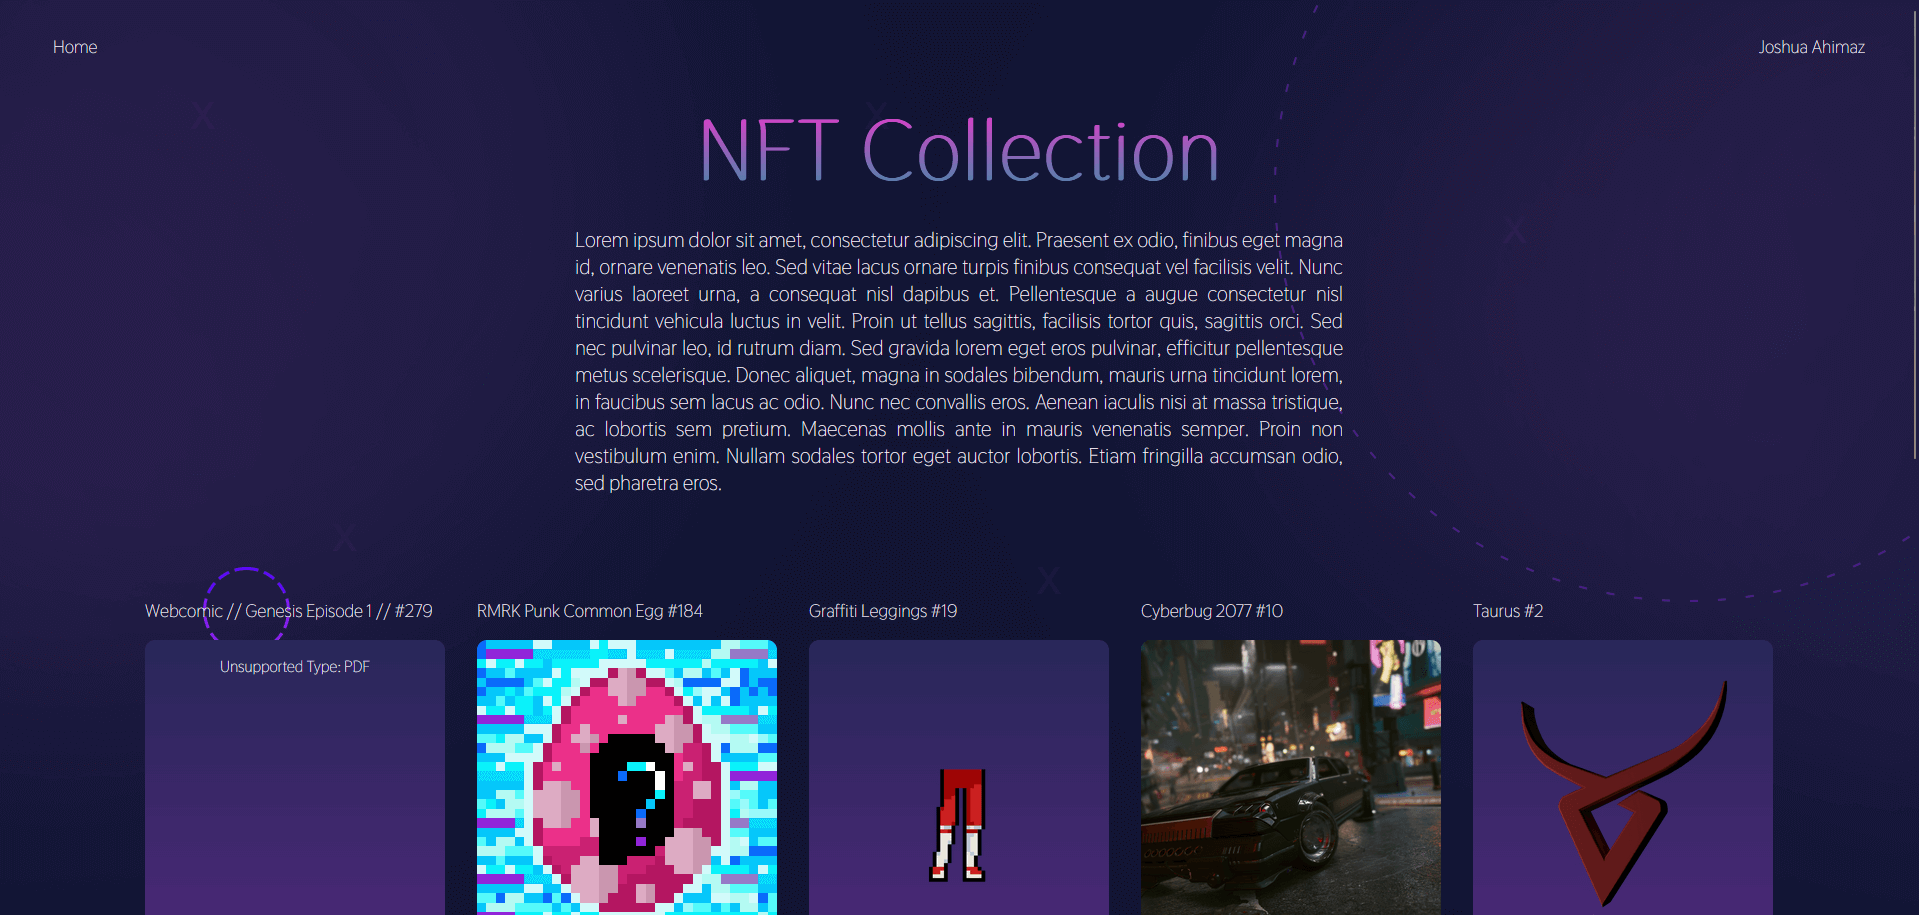 Home
Joshua Ahimaz
NFT Collection
Lorem ipsum dolor sit amet, consectetur adipiscing elit. Praesent ex odio, finibus eget magna
id, ornare venenatis leo. Sed vitae lacus ornare turpis finibus consequat vel facilisis velit. Nunc
varius laoreet urna, a consequat nisl dapibus et. Pellentesque a augue consectetur nisl
tincidunt vehicula luctus in velit. Proin ut tellus sagittis, facilisis tortor quis, sagittis orci. Sed
nec pulvinar leo, id rutrum diam. Sed gravida lorem eget eros pulvinar, efficitur pellentesque
metus scelerisque. Donec aliquet, magna in sodales bibendum, mauris urna tincidunt lorem,
in faucibus sem lacus ac odio. Nunc nec convallis eros. Aenean iaculis nisi at massa tristique,
ac lobortis sem pretium. Maecenas mollis ante in mauris venenatis semper. Proin non
vestibulum enim. Nullam sodales tortor eget auctor lobortis. Etiam fringilla accumsan odio,
sed pharetra eros.
Webcomic // Genesis Episode 1 // #279
RMRK Punk Common Egg #184
Graffiti Leggings #19
Cyberbug 2077 #10
Taurus #2
Unsupported Type: PDF
?